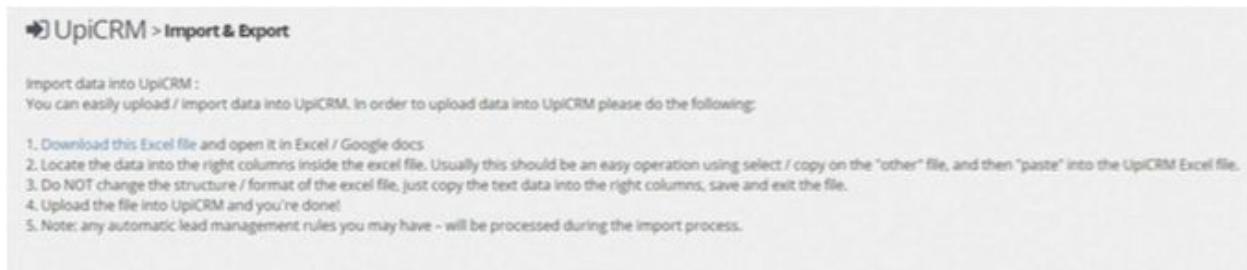 UpiCRM > Import & Export
Import data into UpiCRM :
You can easily upload / import data into UpiCRM. In order to upload data into UpiCRM please do the following:
1. Download this Excel file and open it in Excel / Google docs
2. Locate the data into the right columns inside the excel file. Usually this should be an easy operation using select / copy on the "other" file, and then "paste" into the UpiCRM Excel file.
3. Do NOT change the structure / format of the excel file, just copy the text data into the right columns, save and exit the file.
4. Upload the file into UpiCRM and you're done!
5. Note: any automatic lead management rules you may have – will be processed during the import process.